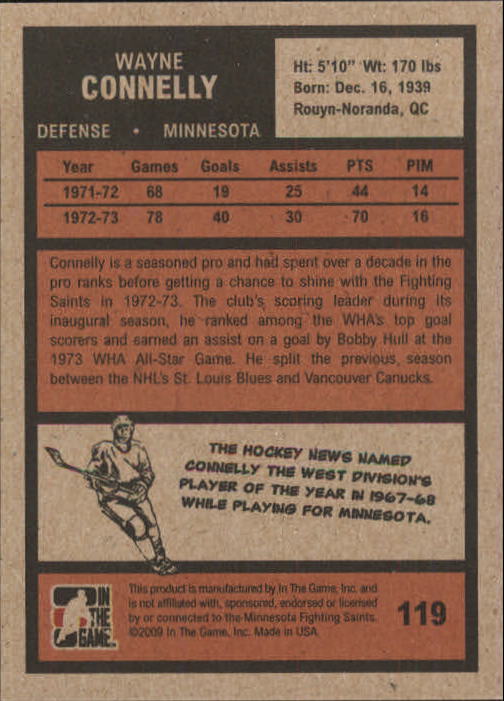 WAYNE
CONNELLY
DEFENSE • MINNESOTA
Ht: 5'10" Wt: 170 lbs
Born: Dec. 16, 1939
Rouyn-Noranda, QC
Year Games Goals Assists PTS PIM
1971-72 68 19 25 44 14
1972-73 78 40 30 70 16
Connelly is a seasoned pro and had spent over a decade in the
pro ranks before getting a chance to shine with the Fighting
Saints in 1972-73. The club's scoring leader during its
inaugural season, he ranked among the WHA's top goal
scorers and earned an assist on a goal by Bobby Hull at the
1973 WHA All-Star Game. He split the previous season
between the NHL's St. Louis Blues and Vancouver Canucks.
THE HOCKEY NEWS NAMED
CONNELLY THE WEST DIVISION'S
PLAYER OF THE YEAR IN 1967-68
WHILE PLAYING FOR MINNESOTA.
IN
THE
GAME
This product is manufactured by In The Game, Inc. and
is not affiliated with, sponsored, endorsed or licensed
by or connected to the Minnesota Fighting Saints.
©2009 In The Game, Inc. Made in USA
119